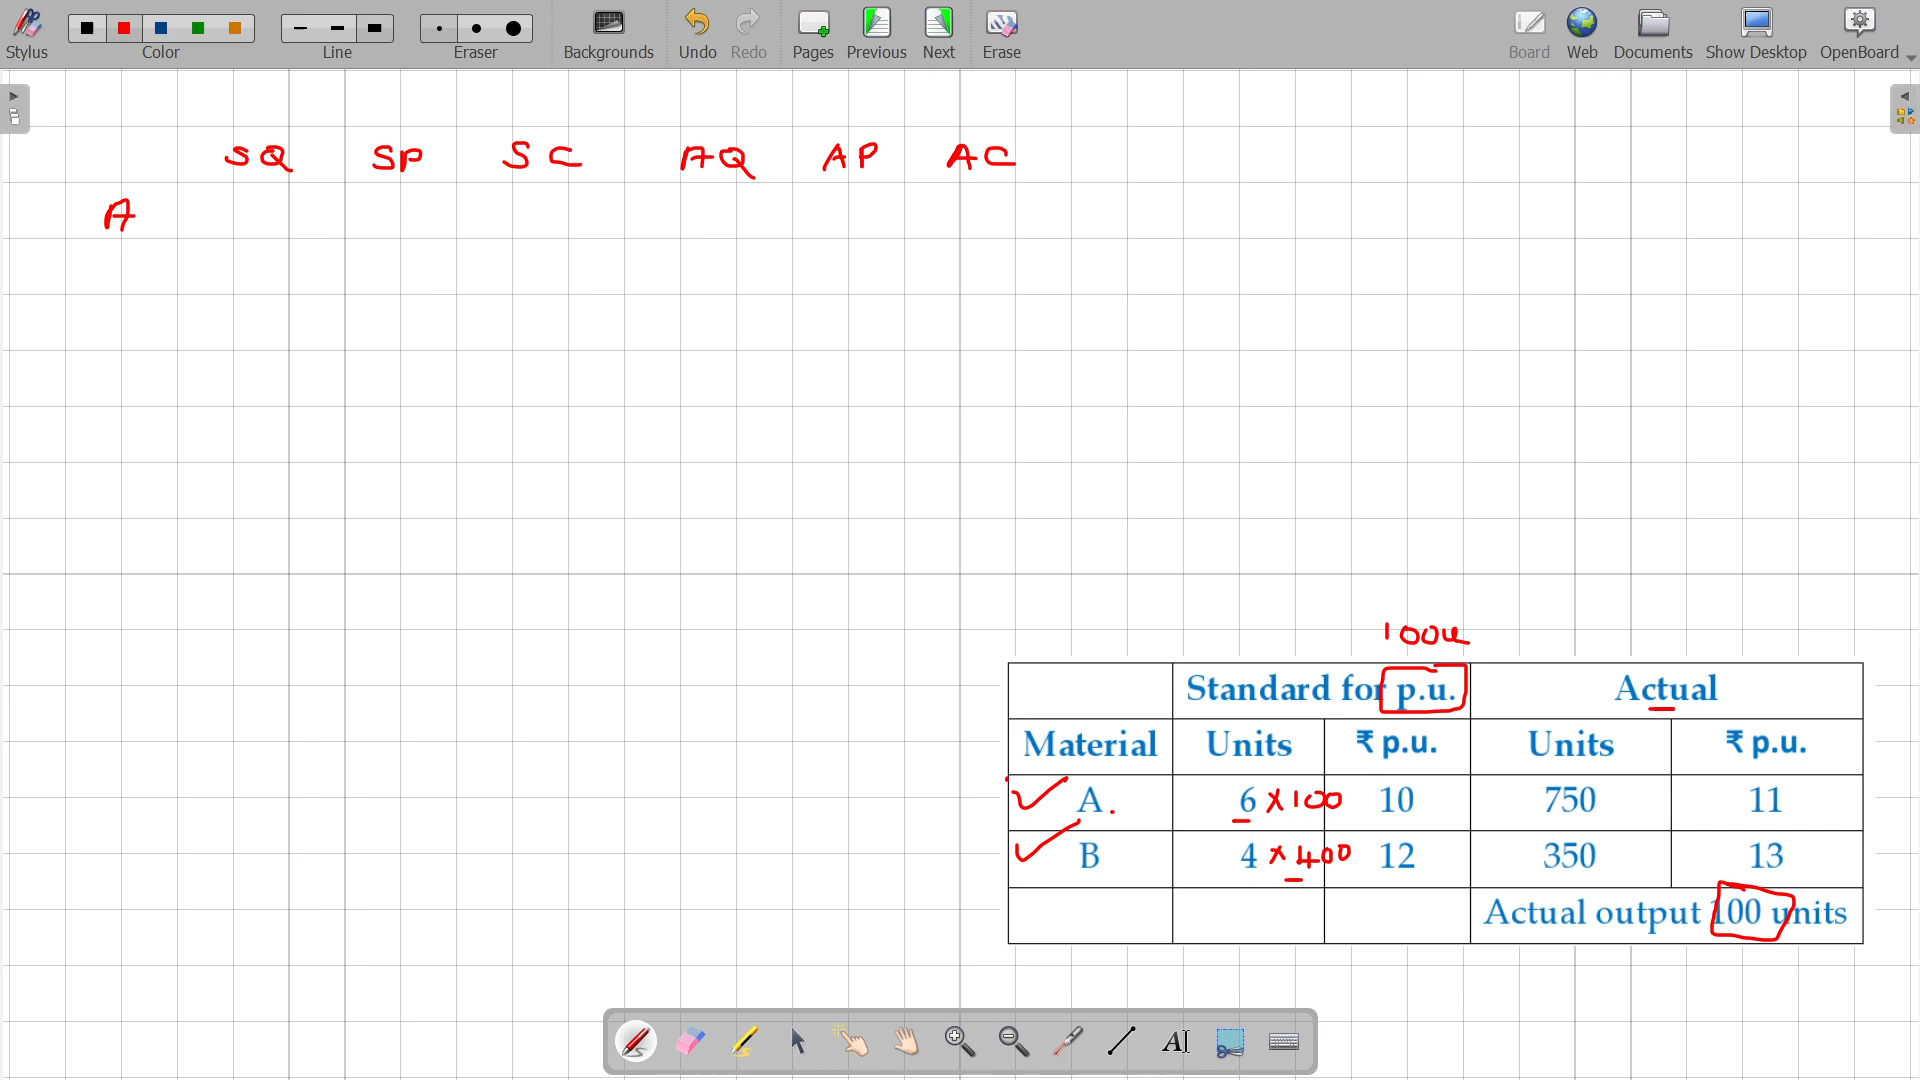 Stylus Color Line Eraser Backgrounds Undo Redo Pages Previous Next Erase Board Web Documents Show Desktop OpenBoard
SQ SP SC AQ AP AC
A
100u
Standard for p.u. Actual
Material Units ₹ p.u. Units ₹ p.u.
A. 6 ×100 10 750 11
B 4 ×400 12 350 13
Actual output 100 units
AI